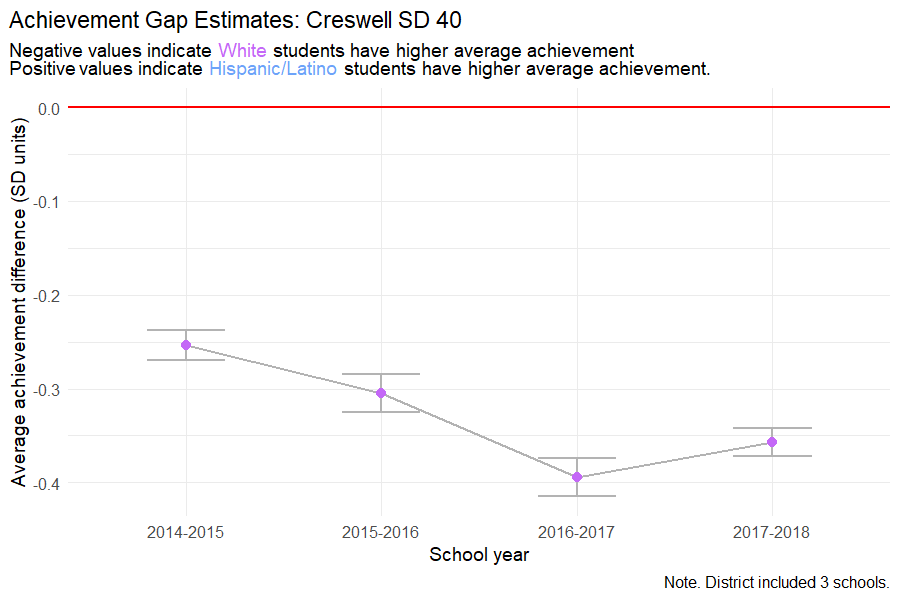 Achievement Gap Estimates: Creswell SD 40
Negative values indicate White students have higher average achievement
Positive values indicate Hispanic/Latino students have higher average achievement.
Average achievement difference (SD units)
0.0
-0.1
-0.2
-0.3
-0.4
2014-2015
2015-2016
2016-2017
2017-2018
School year
Note. District included 3 schools.